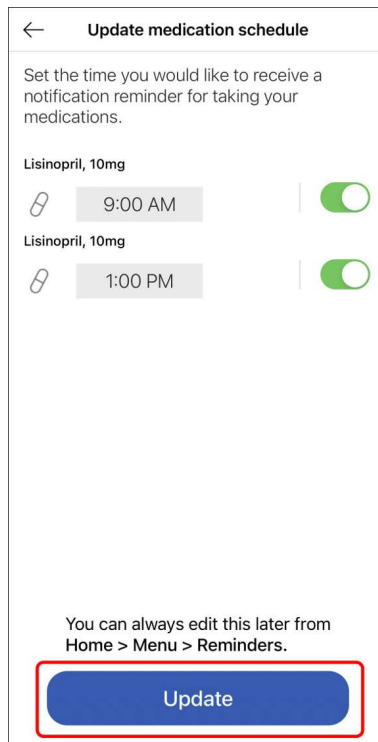 Update medication schedule
Set the time you would like to receive a
notification reminder for taking your
medications.
Lisinopril, 10mg
9:00 AM
Lisinopril, 10mg
1:00 PM
You can always edit this later from
Home > Menu > Reminders.
Update